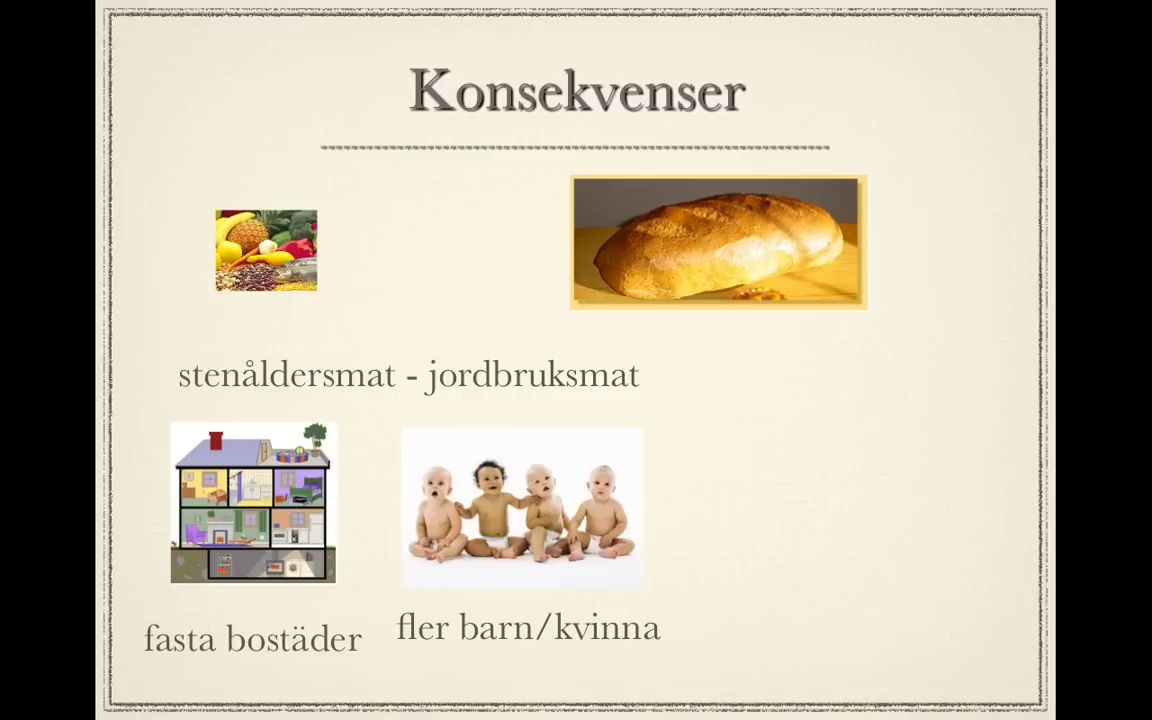 Konsekvenser
stenåldersmat - jordbruksmat
fasta bostäder
fler barn/kvinna